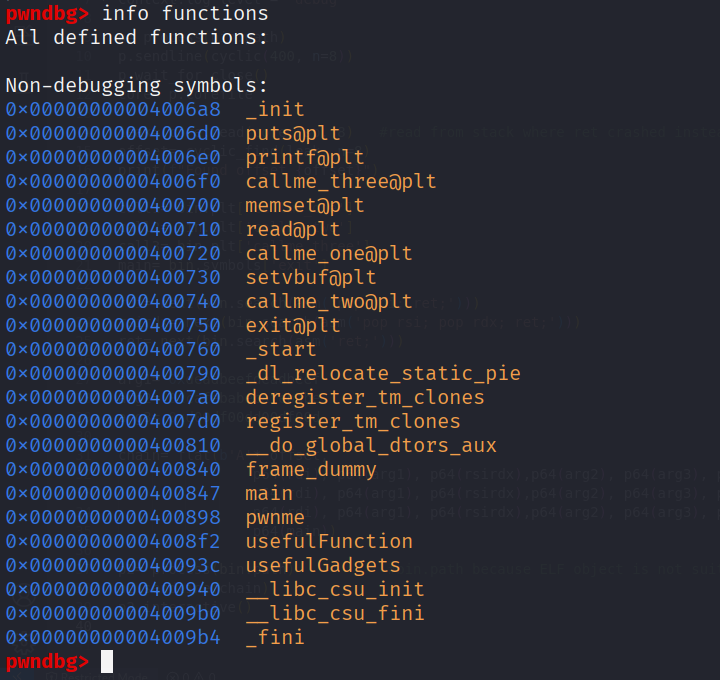 pwndbg> info functions
All defined functions:
Non-debugging symbols:
0x00000000004006a8  _init
0x00000000004006d0  puts@plt
0x00000000004006e0  printf@plt
0x00000000004006f0  callme_three@plt
0x0000000000400700  memset@plt
0x0000000000400710  read@plt
0x0000000000400720  callme_one@plt
0x0000000000400730  setvbuf@plt
0x0000000000400740  callme_two@plt
0x0000000000400750  exit@plt
0x0000000000400760  _start
0x0000000000400790  _dl_relocate_static_pie
0x00000000004007a0  deregister_tm_clones
0x00000000004007d0  register_tm_clones
0x0000000000400810  __do_global_dtors_aux
0x0000000000400840  frame_dummy
0x0000000000400847  main
0x0000000000400898  pwnme
0x00000000004008f2  usefulFunction
0x000000000040093c  usefulGadgets
0x0000000000400940  __libc_csu_init
0x00000000004009b0  __libc_csu_fini
0x00000000004009b4  _fini
pwndbg>